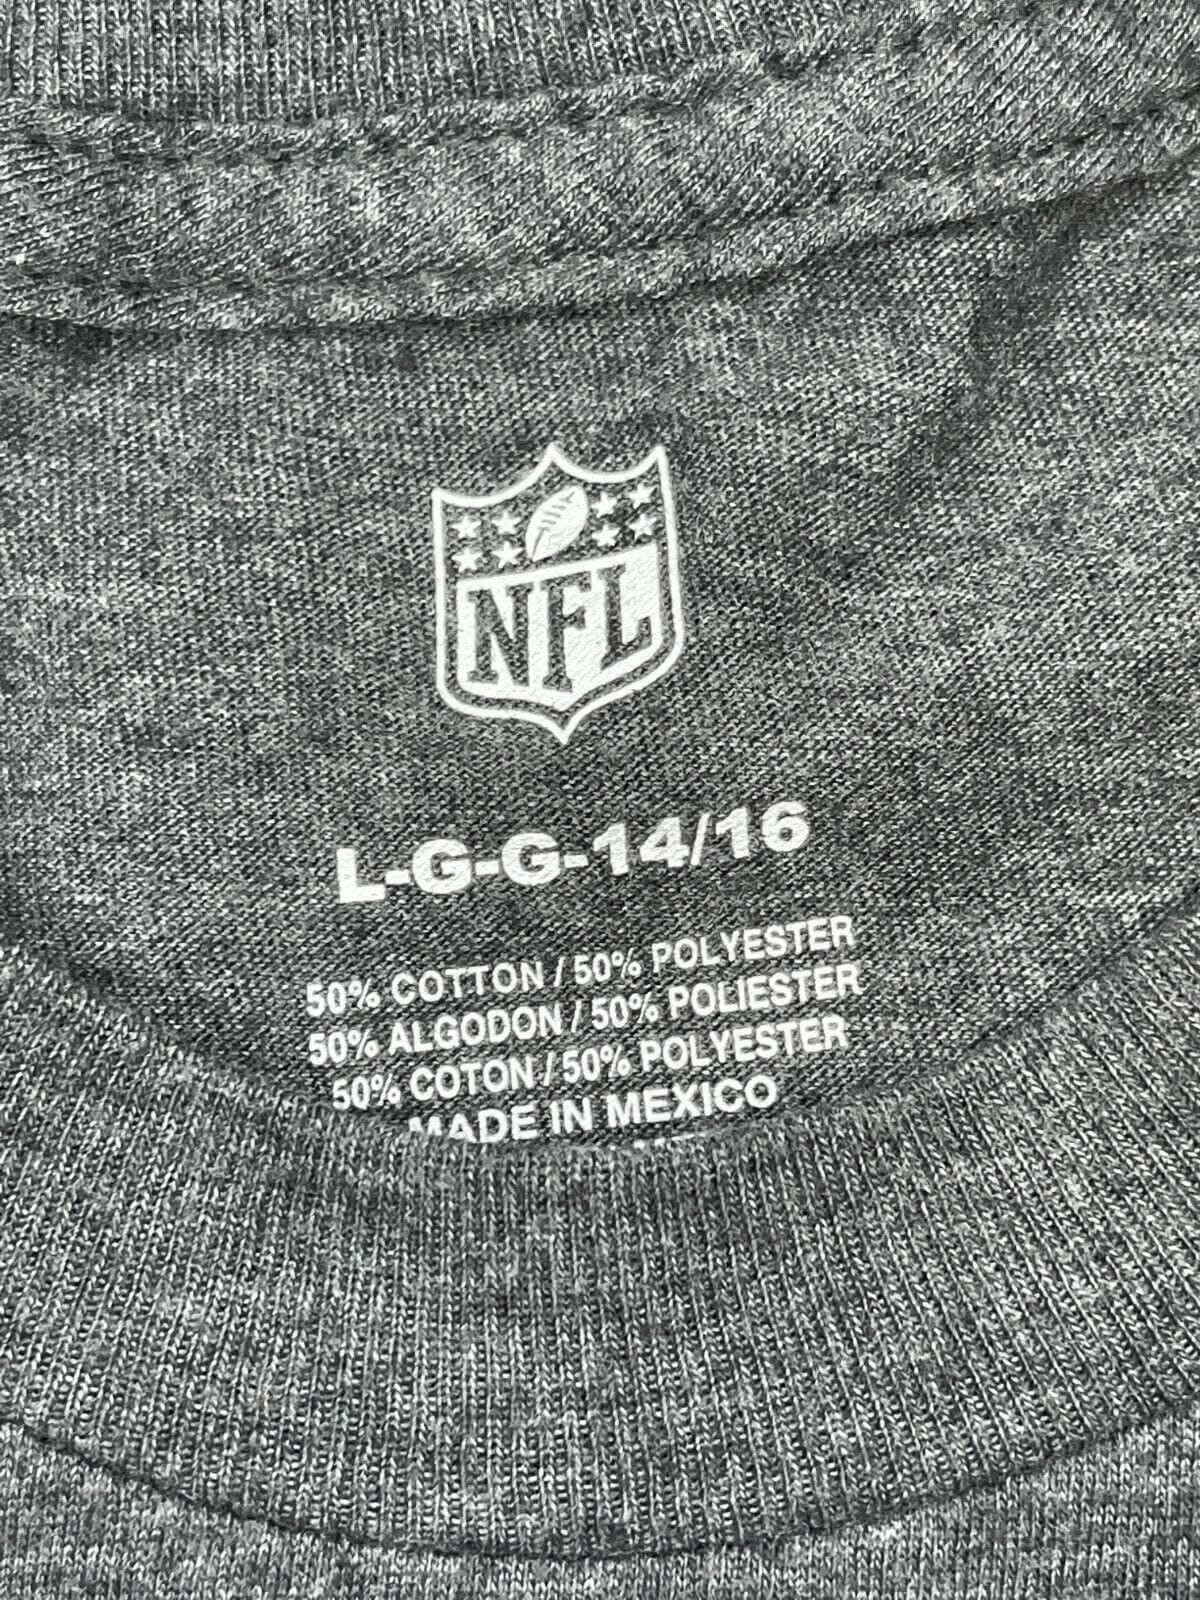 NFL
L-G-G-14/16
50% COTTON / 50% POLYESTER
50% ALGODON / 50% POLIESTER
50% COTON / 50% POLYESTER
MADE IN MEXICO